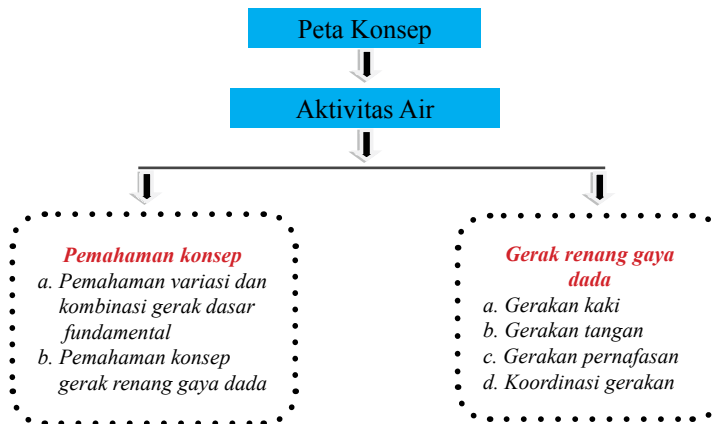 Peta Konsep
Aktivitas Air
Pemahaman konsep
a. Pemahaman variasi dan
kombinasi gerak dasar
fundamental
b. Pemahaman konsep
gerak renang gaya dada
Gerak renang gaya
dada
a. Gerakan kaki
b. Gerakan tangan
c. Gerakan pernafasan
d. Koordinasi gerakan